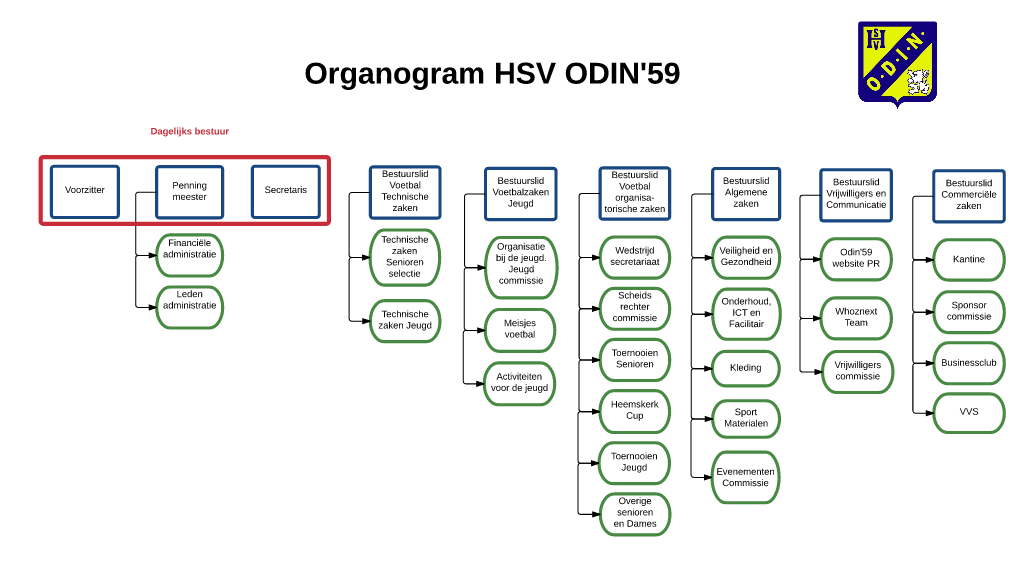 Organogram HSV ODIN'59
HSV
O.D.I.N.
Dagelijks bestuur
Voorzitter
Penning
meester
Secretaris
Financiële
administratie
Leden
administratie
Bestuurslid
Voetbal
Technische
zaken
Technische
zaken
Senioren
selectie
Technische
zaken Jeugd
Bestuurslid
Voetbalzaken
Jeugd
Organisatie
bij de jeugd.
Jeugd
commissie
Meisjes
voetbal
Activiteiten
voor de jeugd
Bestuurslid
Voetbal
organisa-
torische zaken
Wedstrijd
secretariaat
Scheids
rechter
commissie
Toernooien
Senioren
Heemskerk
Cup
Toernooien
Jeugd
Overige
senioren
en Dames
Bestuurslid
Algemene
zaken
Veiligheid en
Gezondheid
Onderhoud,
ICT en
Facilitair
Kleding
Sport
Materialen
Evenementen
Commissie
Bestuurslid
Vrijwilligers en
Communicatie
Odin'59
website PR
Whoznext
Team
Vrijwilligers
commissie
Bestuurslid
Commerciële
zaken
Kantine
Sponsor
commissie
Businessclub
VVS